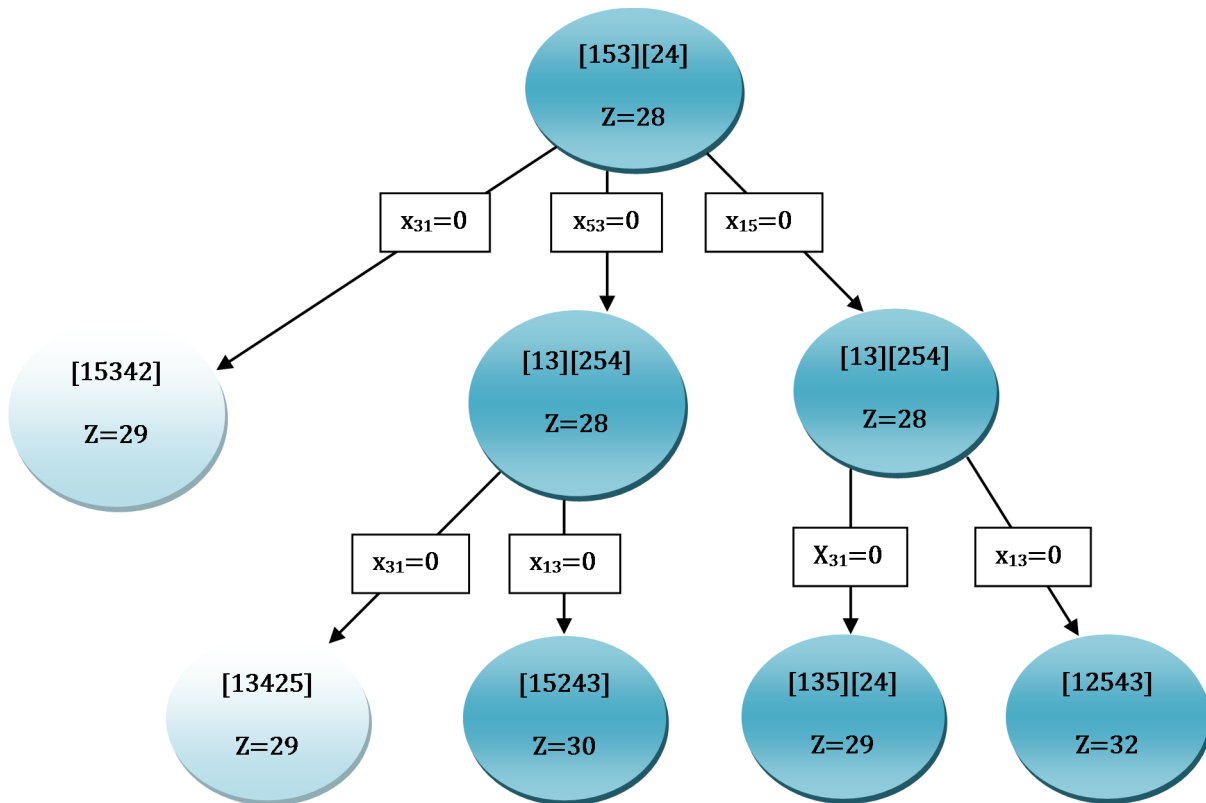 [153][24]
Z=28
x₃₁=0
x₅₃=0
x₁₅=0
[15342]
Z=29
[13][254]
Z=28
[13][254]
Z=28
x₃₁=0
x₁₃=0
X₃₁=0
x₁₃=0
[13425]
Z=29
[15243]
Z=30
[135][24]
Z=29
[12543]
Z=32